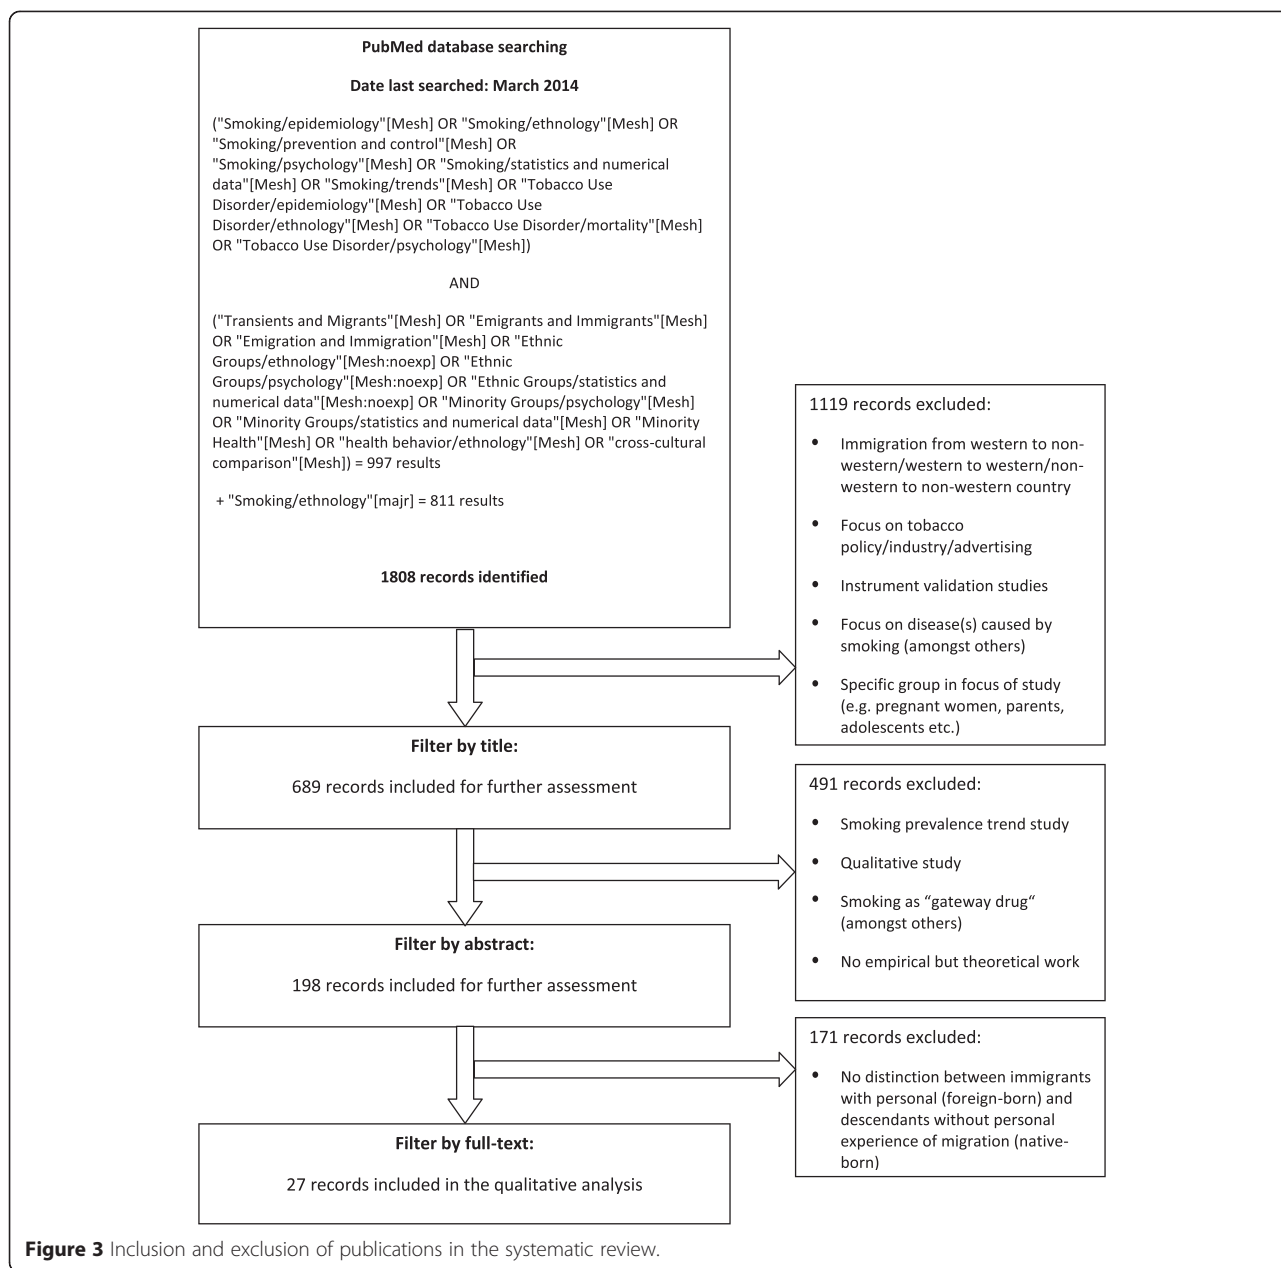 PubMed database searching
Date last searched: March 2014
("Smoking/epidemiology"[Mesh] OR "Smoking/ethnology"[Mesh] OR
"Smoking/prevention and control"[Mesh] OR
"Smoking/psychology"[Mesh] OR "Smoking/statistics and numerical
data"[Mesh] OR "Smoking/trends"[Mesh] OR "Tobacco Use
Disorder/epidemiology"[Mesh] OR "Tobacco Use
Disorder/ethnology"[Mesh] OR "Tobacco Use Disorder/mortality"[Mesh]
OR "Tobacco Use Disorder/psychology"[Mesh])
AND
("Transients and Migrants"[Mesh] OR "Emigrants and Immigrants"[Mesh]
OR "Emigration and Immigration"[Mesh] OR "Ethnic
Groups/ethnology"[Mesh:noexp] OR "Ethnic
Groups/psychology"[Mesh:noexp] OR "Ethnic Groups/statistics and
numerical data"[Mesh:noexp] OR "Minority Groups/psychology"[Mesh]
OR "Minority Groups/statistics and numerical data"[Mesh] OR "Minority
Health"[Mesh] OR "health behavior/ethnology"[Mesh] OR "cross-cultural
comparison"[Mesh]) = 997 results
+ "Smoking/ethnology"[majr] = 811 results
1808 records identified
1119 records excluded:
• Immigration from western to non-
western/western to western/non-
western to non-western country
• Focus on tobacco
policy/industry/advertising
• Instrument validation studies
• Focus on disease(s) caused by
smoking (amongst others)
• Specific group in focus of study
(e.g. pregnant women, parents,
adolescents etc.)
Filter by title:
689 records included for further assessment
491 records excluded:
• Smoking prevalence trend study
• Qualitative study
• Smoking as “gateway drug“
(amongst others)
• No empirical but theoretical work
Filter by abstract:
198 records included for further assessment
171 records excluded:
• No distinction between immigrants
with personal (foreign-born) and
descendants without personal
experience of migration (native-
born)
Filter by full-text:
27 records included in the qualitative analysis
Figure 3 Inclusion and exclusion of publications in the systematic review.